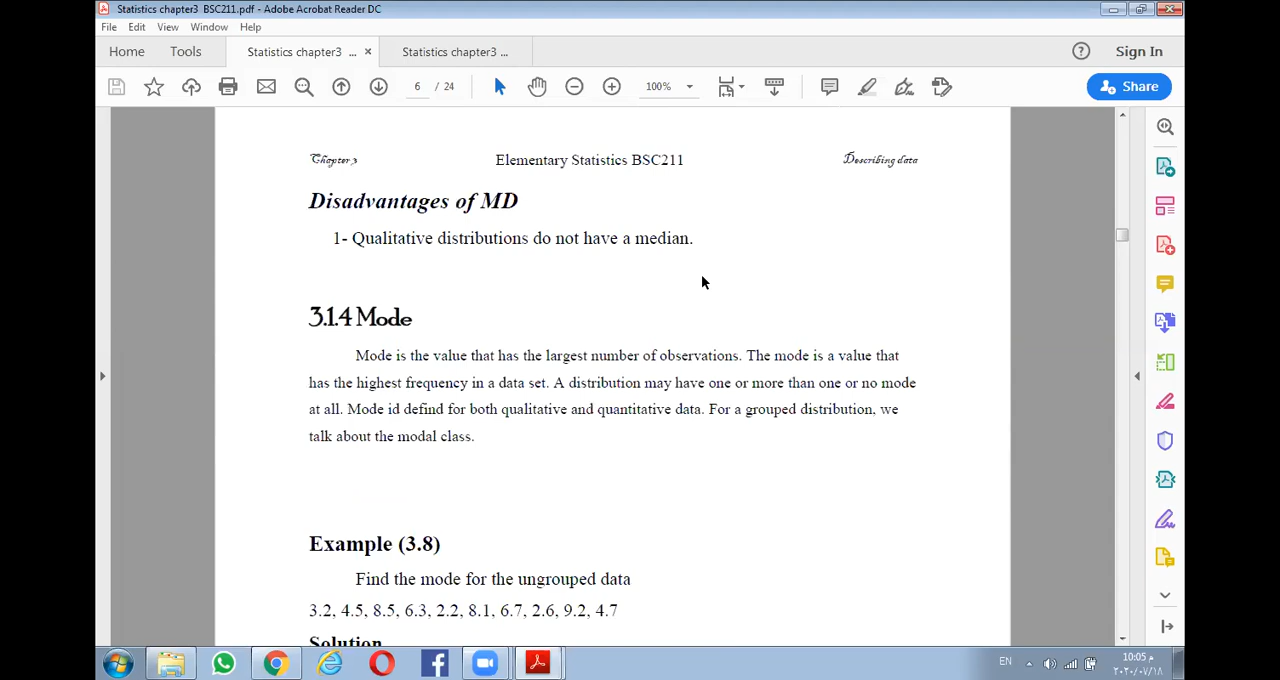 Statistics chapter3 BSC211.pdf - Adobe Acrobat Reader DC
File Edit View Window Help
Home Tools Statistics chapter3 ... × Statistics chapter3 ... ? Sign In
6 / 24 100% Share
Chapter 3 Elementary Statistics BSC211 Describing data
Disadvantages of MD
1- Qualitative distributions do not have a median.
3.1.4 Mode
Mode is the value that has the largest number of observations. The mode is a value that
has the highest frequency in a data set. A distribution may have one or more than one or no mode
at all. Mode id defind for both qualitative and quantitative data. For a grouped distribution, we
talk about the modal class.
Example (3.8)
Find the mode for the ungrouped data
3.2, 4.5, 8.5, 6.3, 2.2, 8.1, 6.7, 2.6, 9.2, 4.7
Solution
EN 10:05 م
٢٠٢٠/٠٧/١٨